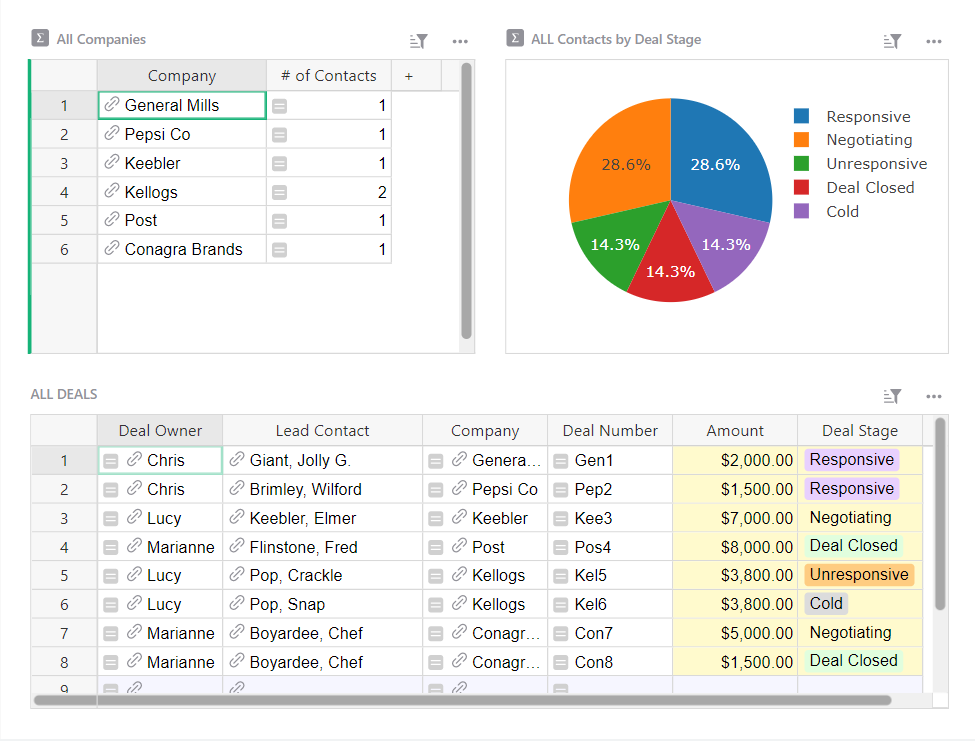 Σ All Companies
Company # of Contacts +
1 General Mills 1
2 Pepsi Co 1
3 Keebler 1
4 Kellogs 2
5 Post 1
6 Conagra Brands 1
Σ ALL Contacts by Deal Stage
28.6% 28.6%
14.3% 14.3%
14.3%
Responsive
Negotiating
Unresponsive
Deal Closed
Cold
ALL DEALS
Deal Owner Lead Contact Company Deal Number Amount Deal Stage
1 Chris Giant, Jolly G. Genera... Gen1 $2,000.00 Responsive
2 Chris Brimley, Wilford Pepsi Co Pep2 $1,500.00 Responsive
3 Lucy Keebler, Elmer Keebler Kee3 $7,000.00 Negotiating
4 Marianne Flinstone, Fred Post Pos4 $8,000.00 Deal Closed
5 Lucy Pop, Crackle Kellogs Kel5 $3,800.00 Unresponsive
6 Lucy Pop, Snap Kellogs Kel6 $3,800.00 Cold
7 Marianne Boyardee, Chef Conagr... Con7 $5,000.00 Negotiating
8 Marianne Boyardee, Chef Conagr... Con8 $1,500.00 Deal Closed
9